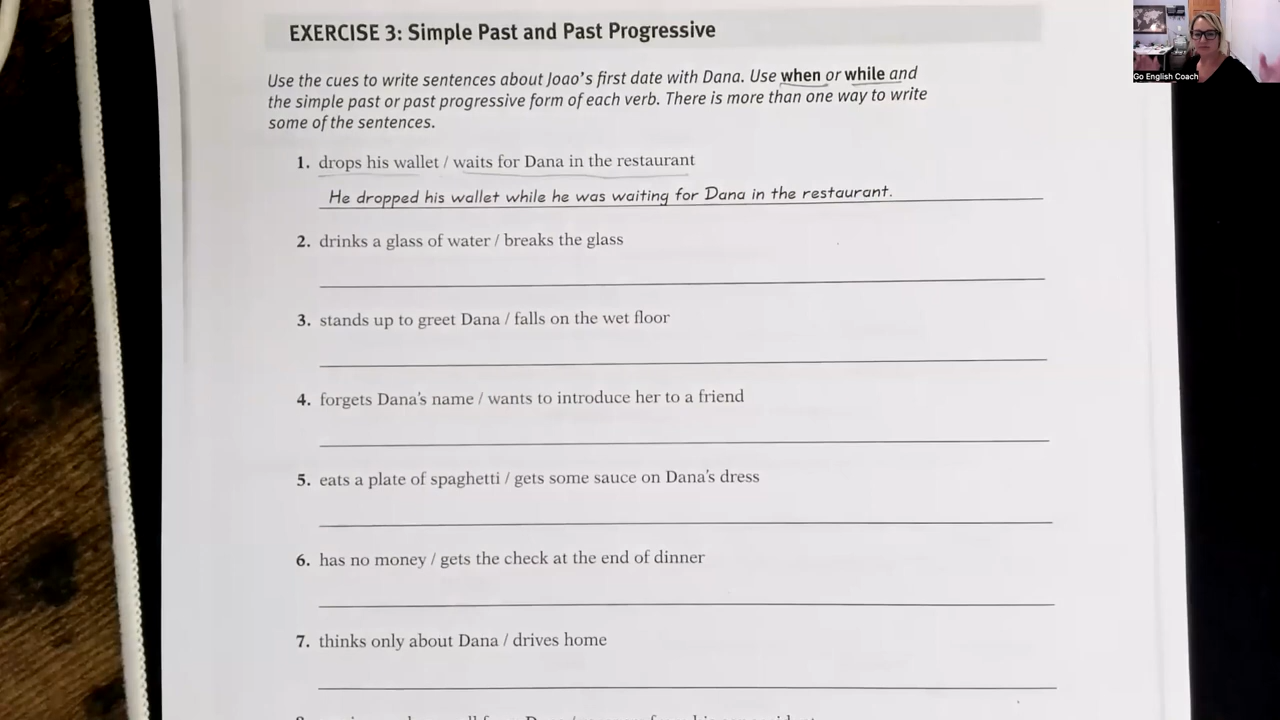 EXERCISE 3: Simple Past and Past Progressive
Go English Coach
Use the cues to write sentences about Joao's first date with Dana. Use when or while and
the simple past or past progressive form of each verb. There is more than one way to write
some of the sentences.
1. drops his wallet / waits for Dana in the restaurant
He dropped his wallet while he was waiting for Dana in the restaurant.
2. drinks a glass of water / breaks the glass
3. stands up to greet Dana / falls on the wet floor
4. forgets Dana's name / wants to introduce her to a friend
5. eats a plate of spaghetti / gets some sauce on Dana's dress
6. has no money / gets the check at the end of dinner
7. thinks only about Dana / drives home